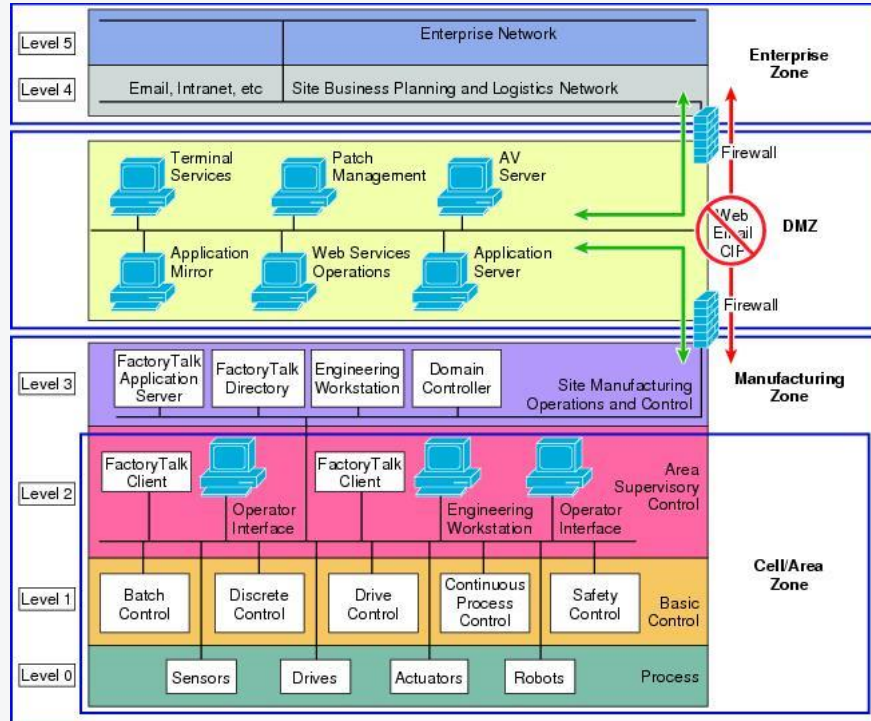 Level 5
Enterprise Network
Enterprise
Zone
Level 4
Email, Intranet, etc
Site Business Planning and Logistics Network
Firewall
Terminal
Services
Patch
Management
AV
Server
Web
Email
CIP
DMZ
Application
Mirror
Web Services
Operations
Application
Server
Firewall
Level 3
FactoryTalk
Application
Server
FactoryTalk
Directory
Engineering
Workstation
Domain
Controller
Site Manufacturing
Operations and Control
Manufacturing
Zone
Level 2
FactoryTalk
Client
Operator
Interface
FactoryTalk
Client
Engineering
Workstation
Operator
Interface
Area
Supervisory
Control
Cell/Area
Zone
Level 1
Batch
Control
Discrete
Control
Drive
Control
Continuous
Process
Control
Safety
Control
Basic
Control
Level 0
Sensors
Drives
Actuators
Robots
Process